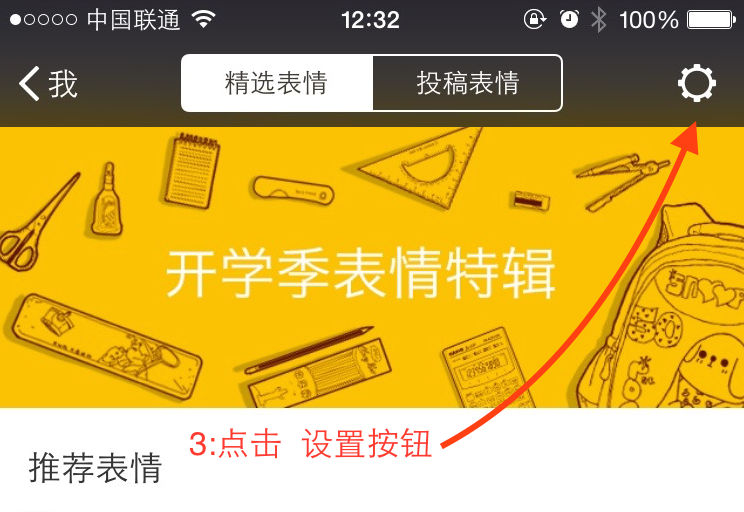 中国联通 12:32 100%
我 精选表情 投稿表情
开学季表情特辑
3:点击 设置按钮
推荐表情